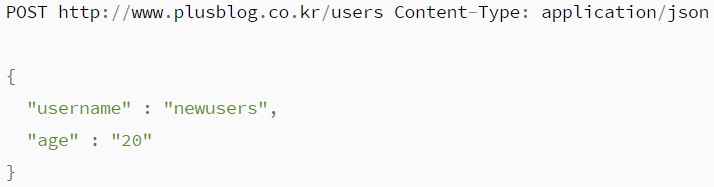 POST http://www.plusblog.co.kr/users Content-Type: application/json
{
"username" : "newusers",
"age" : "20"
}